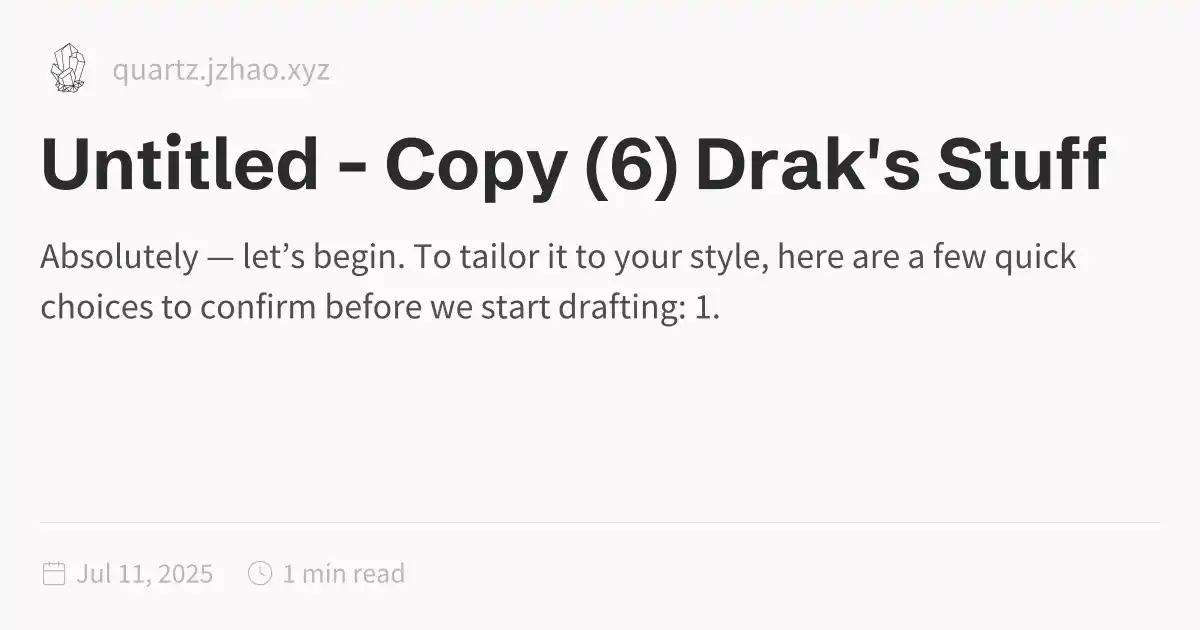 quartz.jzhao.xyz
Untitled - Copy (6) Drak's Stuff
Absolutely — let’s begin. To tailor it to your style, here are a few quick
choices to confirm before we start drafting: 1.
Jul 11, 2025 1 min read